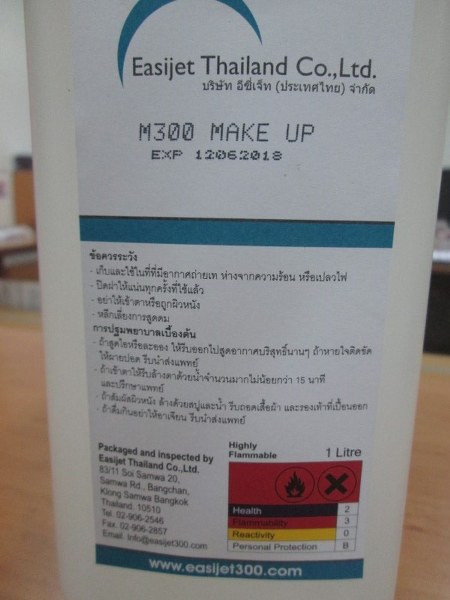 Easijet Thailand Co.,Ltd.
บริษัท อีซี่เจ็ท (ประเทศไทย) จำกัด
M300 MAKE UP
EXP 12062018
ข้อควรระวัง
- เก็บและใช้ในที่ที่มีอากาศถ่ายเท ห่างจากความร้อน หรือเปลวไฟ
- ปิดฝาให้แน่นทุกครั้งที่ใช้แล้ว
- อย่าให้เข้าตาหรือถูกผิวหนัง
- หลีกเลี่ยงการสูดดม
การปฐมพยาบาลเบื้องต้น
- ถ้าสูดไอหรือละออง ให้รีบออกไปสูดอากาศบริสุทธิ์นานๆ ถ้าหายใจติดขัด
ให้ผายปอด รีบนำส่งแพทย์
- ถ้าเข้าตาให้รีบล้างตาด้วยน้ำจำนวนมากไม่น้อยกว่า 15 นาที
และปรึกษาแพทย์
- ถ้าสัมผัสผิวหนัง ล้างด้วยสบู่และน้ำ รีบถอดเสื้อผ้า และรองเท้าที่เปื้อนออก
- ถ้าดื่มกินอย่าให้อาเจียน รีบนำส่งแพทย์
Packaged and inspected by
Easijet Thailand Co.,Ltd.
83/11 Soi Samwa 20,
Samwa Rd., Bangchan,
Klong Samwa Bangkok
Thailand. 10510
Tel. 02-906-2546
Fax. 02-906-2857
Email. Info@easijet300.com
Highly
Flammable
1 Litre
Health 2
Flammability 3
Reactivity 0
Personal Protection B
www.easijet300.com